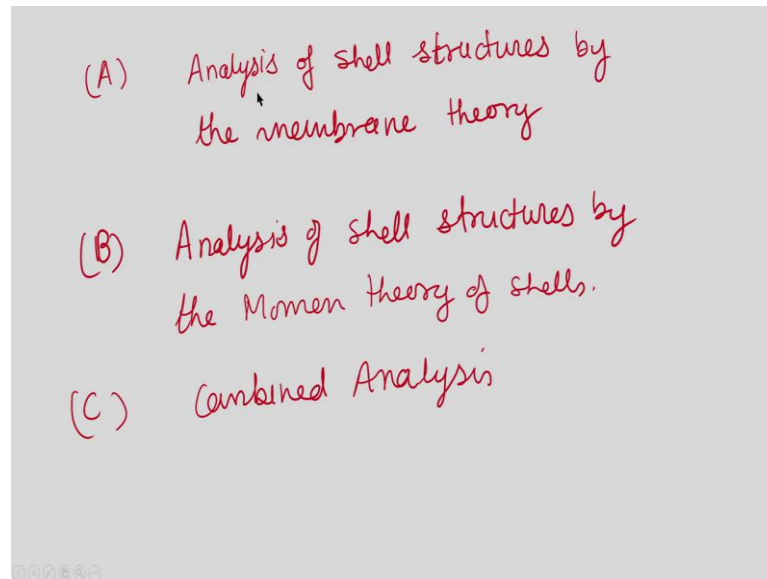 (A) Analysis of shell structures by
the membrane theory
(B) Analysis of shell structures by
the Momen theory of shells.
(C) Combined Analysis